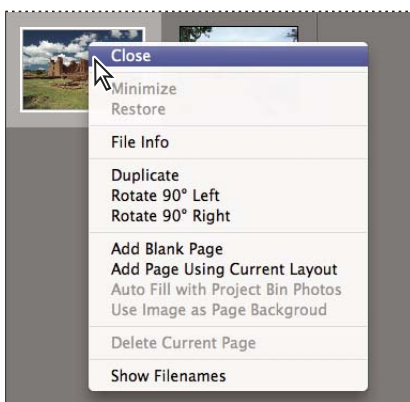 Close
Minimize
Restore
File Info
Duplicate
Rotate 90° Left
Rotate 90° Right
Add Blank Page
Add Page Using Current Layout
Auto Fill with Project Bin Photos
Use Image as Page Backgroud
Delete Current Page
Show Filenames